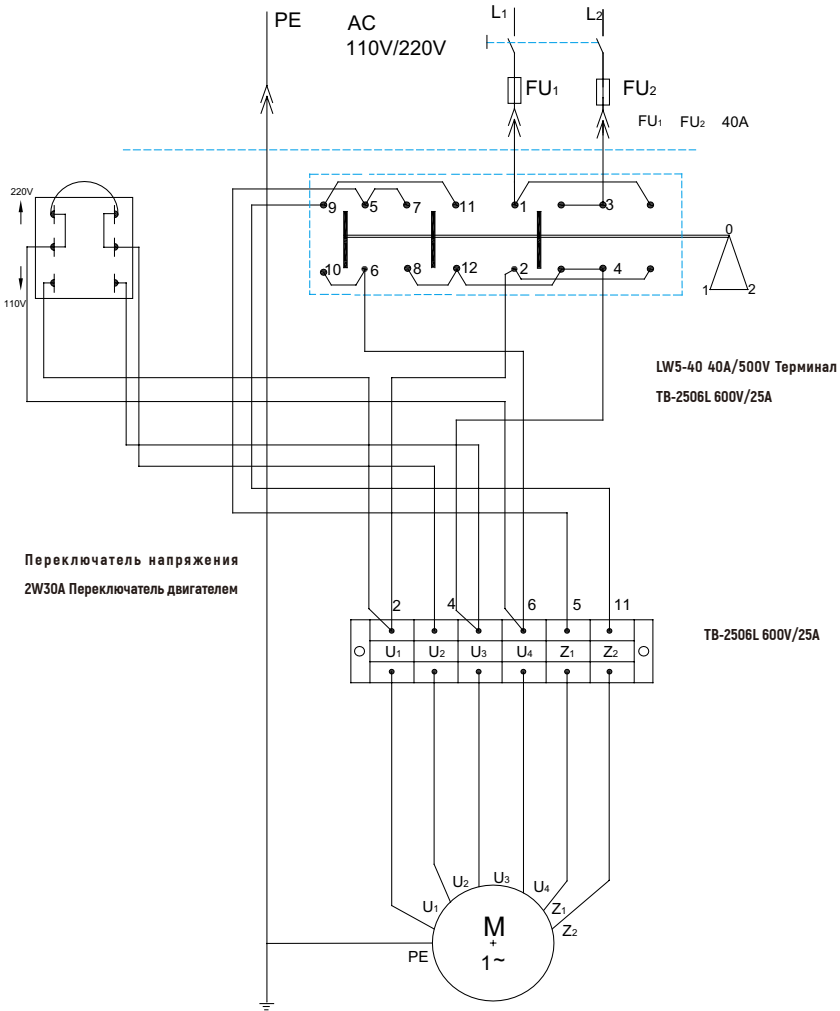 PE
AC
110V/220V
L1
L2
FU1
FU2
FU1 FU2 40A
220V
110V
9 5 7 11 1 3
0
10 6 8 12 2 4
1 2
LW5-40 40A/500V Терминал
TB-2506L 600V/25A
Переключатель напряжения
2W30A Переключатель двигателем
2 4 6 5 11
U1 U2 U3 U4 Z1 Z2
TB-2506L 600V/25A
U1 U2 U3 U4 Z1 Z2
PE
M
1~